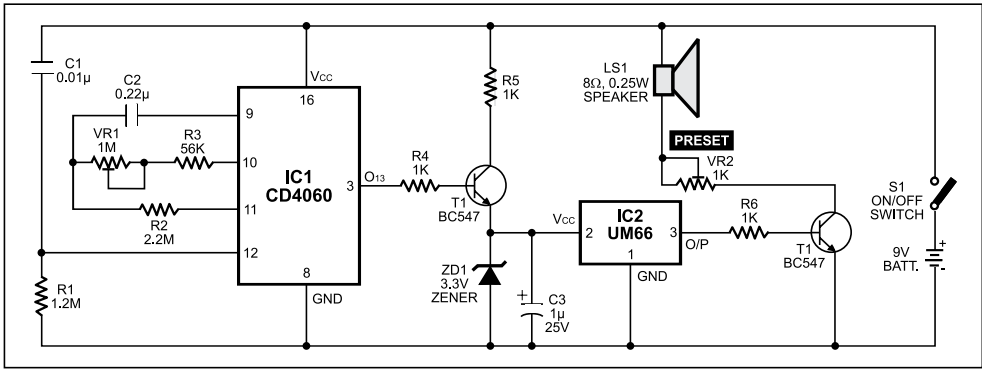 C1
0.01µ
C2
0.22µ
VR1
1M
R3
56K
R2
2.2M
R1
1.2M
9
10
11
12
VCC
16
IC1
CD4060
3
8
GND
O13
R4
1K
R5
1K
T1
BC547
ZD1
3.3V
ZENER
+
C3
1µ
25V
VCC
2
IC2
UM66
3
1
O/P
GND
R6
1K
LS1
8Ω, 0.25W
SPEAKER
PRESET
VR2
1K
T1
BC547
S1
ON/OFF
SWITCH
9V
BATT.
+
-